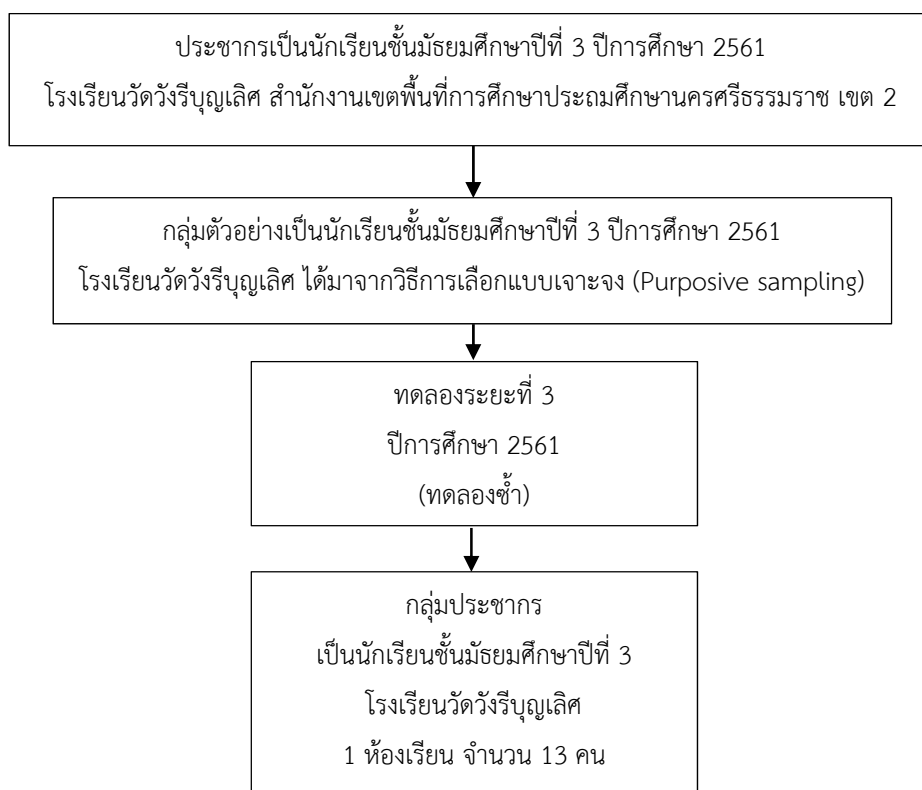 ประชากรเป็นนักเรียนชั้นมัธยมศึกษาปีที่ 3 ปีการศึกษา 2561
โรงเรียนวัดวังรีบุญเลิศ สำนักงานเขตพื้นที่การศึกษาประถมศึกษานครศรีธรรมราช เขต 2
กลุ่มตัวอย่างเป็นนักเรียนชั้นมัธยมศึกษาปีที่ 3 ปีการศึกษา 2561
โรงเรียนวัดวังรีบุญเลิศ ได้มาจากวิธีการเลือกแบบเจาะจง (Purposive sampling)
ทดลองระยะที่ 3
ปีการศึกษา 2561
(ทดลองซ้ำ)
กลุ่มประชากร
เป็นนักเรียนชั้นมัธยมศึกษาปีที่ 3
โรงเรียนวัดวังรีบุญเลิศ
1 ห้องเรียน จำนวน 13 คน